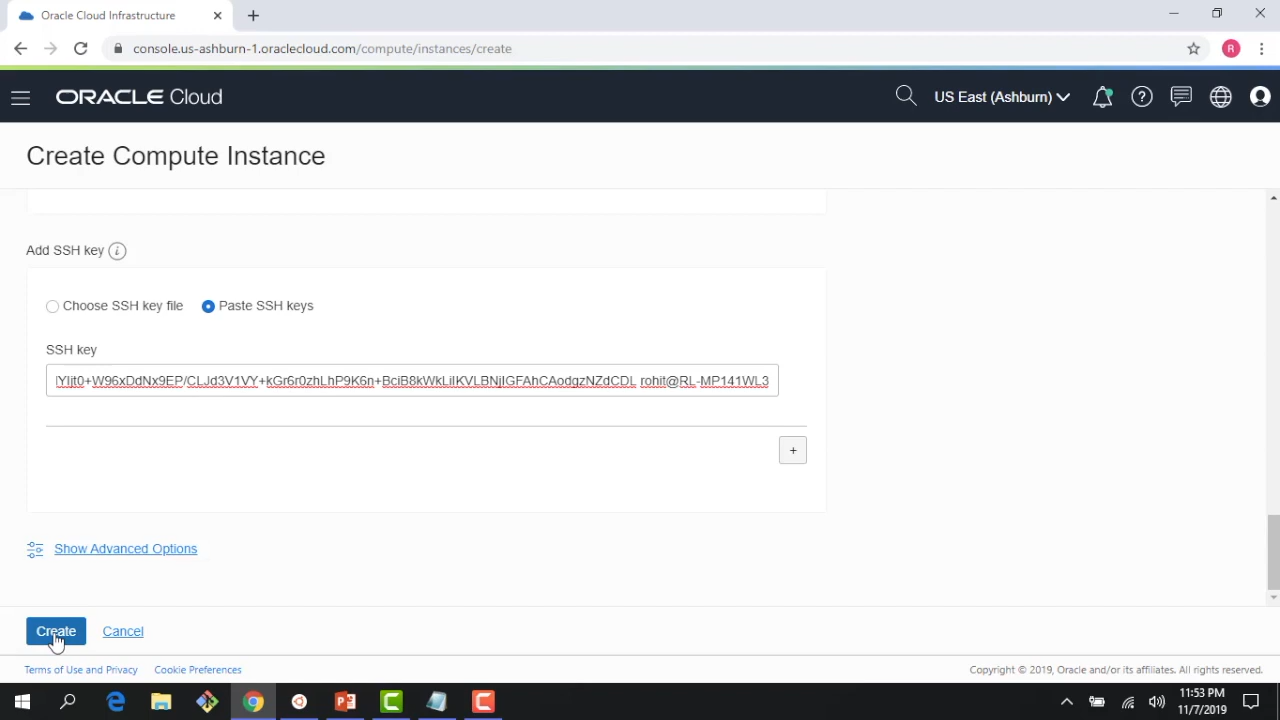 Oracle Cloud Infrastructure
console.us-ashburn-1.oraclecloud.com/compute/instances/create
R
ORACLE Cloud
US East (Ashburn)
Create Compute Instance
Add SSH key
Choose SSH key file
Paste SSH keys
SSH key
YIjt0+W96xDdNx9EP/CLJd3V1VY+kGr6r0zhLhP9K6n+BciB8kWkLiIKVLBNjIGFAhCAodgzNZdCDL rohit@RL-MP141WL3
+
Show Advanced Options
Create
Cancel
Terms of Use and Privacy
Cookie Preferences
Copyright © 2019, Oracle and/or its affiliates. All rights reserved.
11:53 PM
11/7/2019